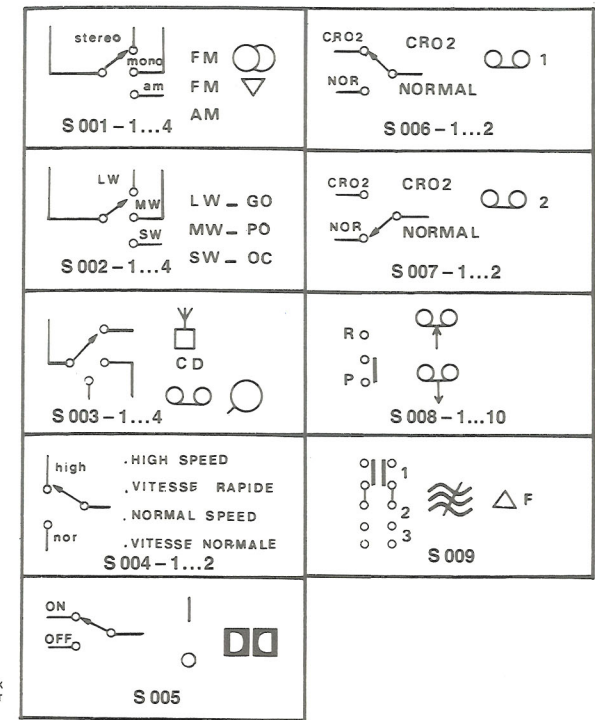 stereo
mono
am
FM
FM
AM
S 001 – 1...4
LW
MW
SW
LW – GO
MW – PO
SW – OC
S 002 – 1...4
CD
S 003 – 1...4
high
nor
.HIGH SPEED
.VITESSE RAPIDE
.NORMAL SPEED
.VITESSE NORMALE
S 004 – 1...2
ON
OFF
S 005
CRO2
NOR
CRO2
NORMAL
1
S 006 – 1...2
CRO2
NOR
CRO2
NORMAL
2
S 007 – 1...2
R
P
S 008 – 1...10
1
2
3
F
S 009